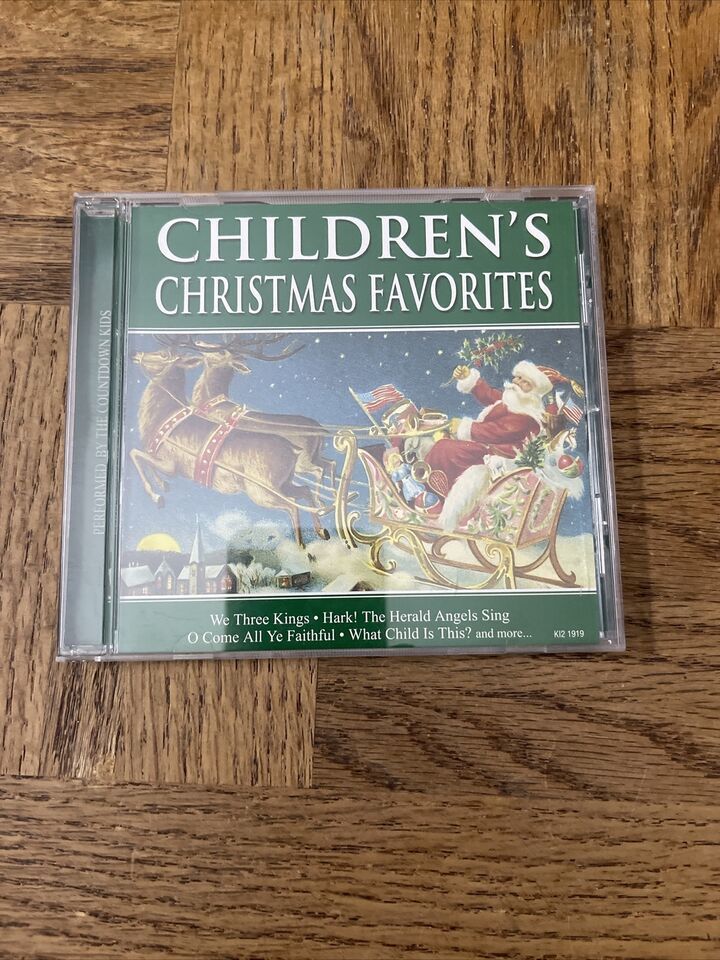 CHILDREN'S
CHRISTMAS FAVORITES
PERFORMED BY THE COUNTDOWN KIDS
We Three Kings • Hark! The Herald Angels Sing
O Come All Ye Faithful • What Child Is This? and more...
KI2 1919